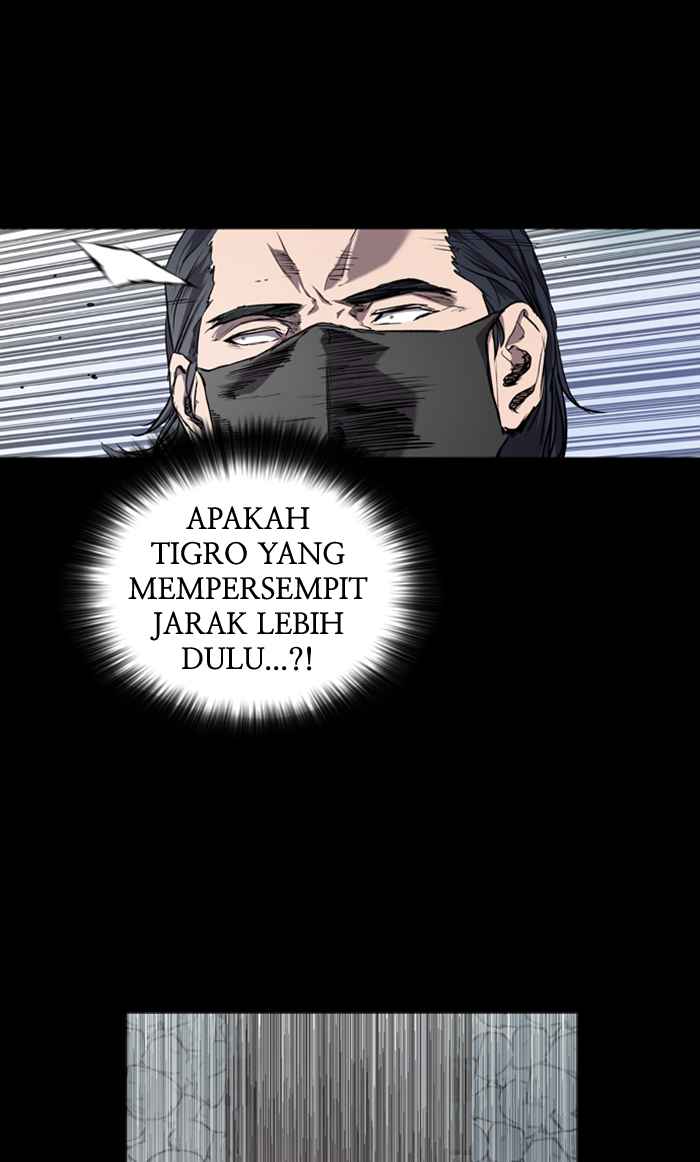 APAKAH
TIGRO YANG
MEMPERSEMPIT
JARAK LEBIH
DULU...?!